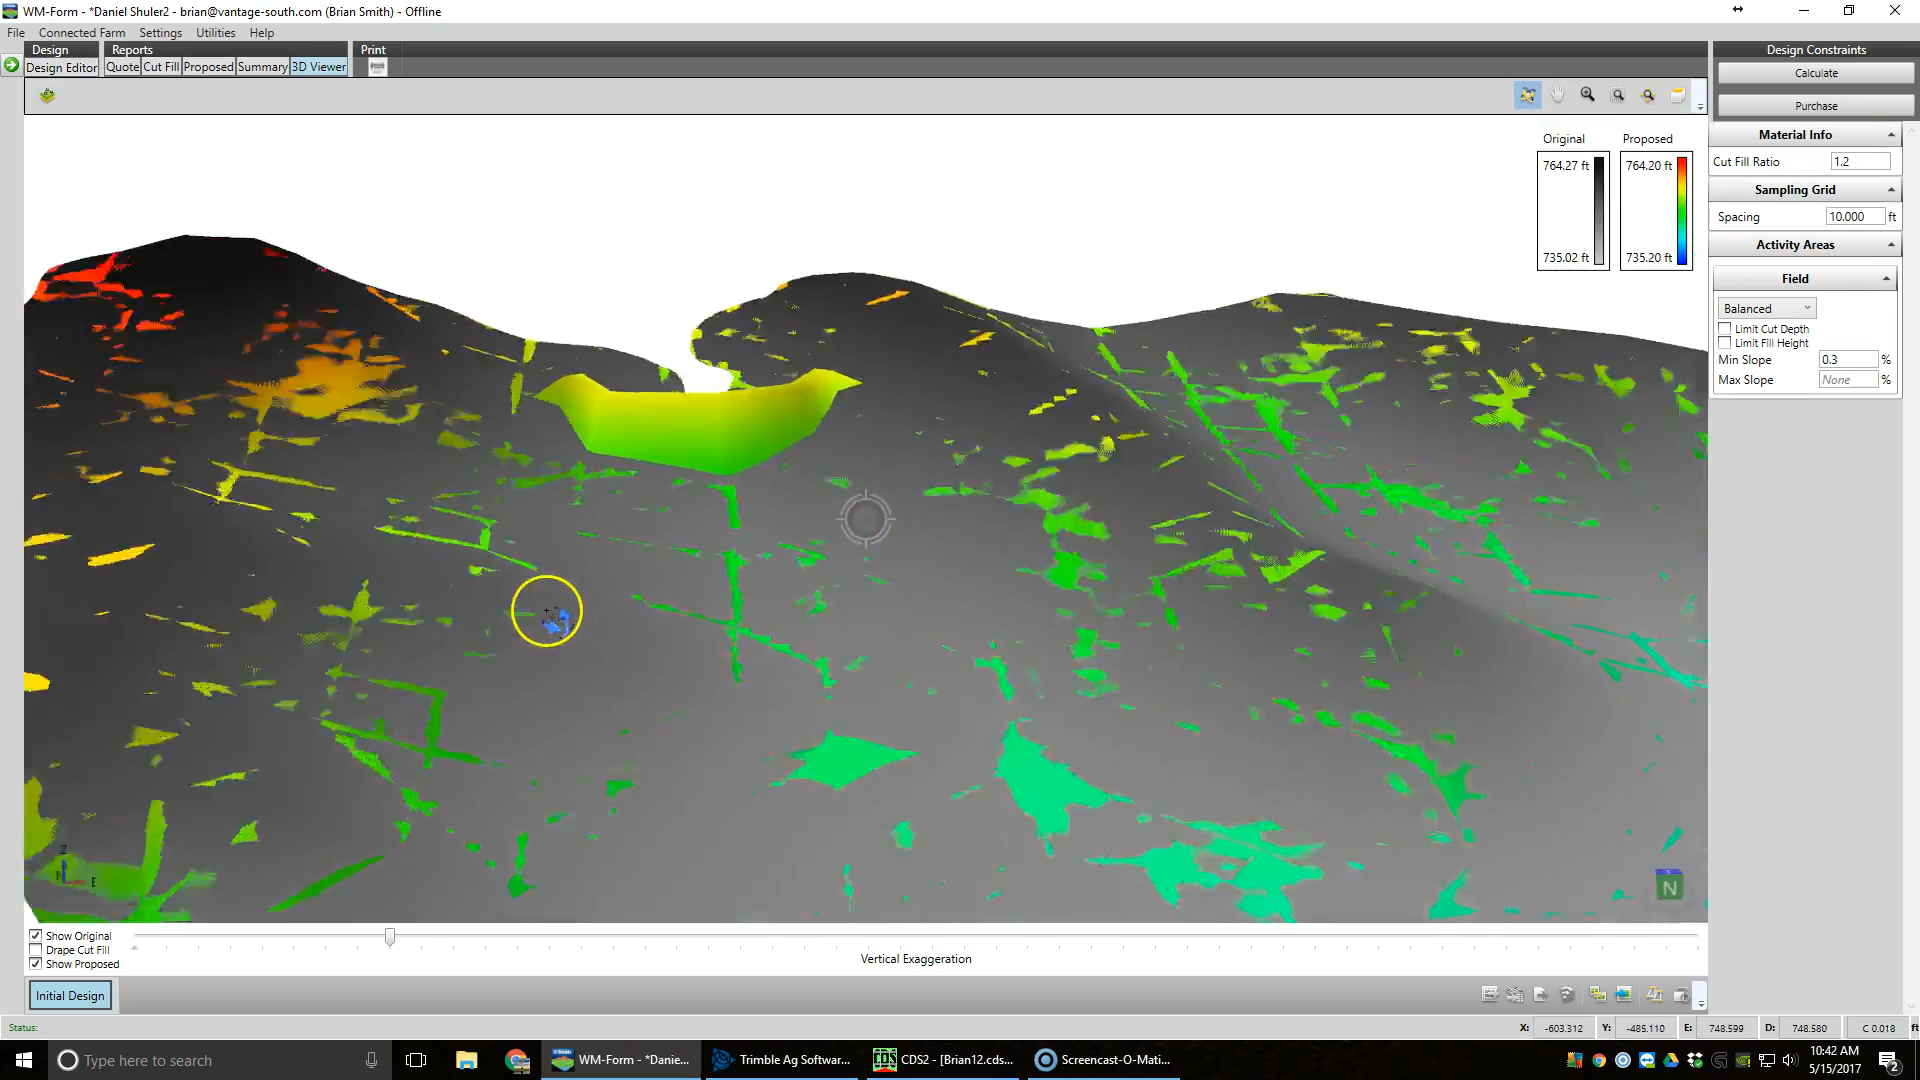 WM-Form - *Daniel Shuler2 - brian@vantage-south.com (Brian Smith) - Offline
File Connected Farm Settings Utilities Help
Design Reports Print
Design Editor Quote Cut Fill Proposed Summary 3D Viewer
Design Constraints
Calculate
Purchase
Material Info
Cut Fill Ratio 1.2
Sampling Grid
Spacing 10.000 ft
Activity Areas
Field
Balanced
Limit Cut Depth
Limit Fill Height
Min Slope 0.3 %
Max Slope None %
Original Proposed
764.27 ft 764.20 ft
735.02 ft 735.20 ft
Z
N
E
N
Show Original
Drape Cut Fill
Show Proposed
Vertical Exaggeration
Initial Design
Status:
X: -603.312 Y: -485.110 E: 748.599 D: 748.580 C 0.018 ft
Type here to search
WM-Form - *Danie...
Trimble Ag Softwar...
CDS2 - [Brian12.cds...
Screencast-O-Mati...
10:42 AM
5/15/2017
2